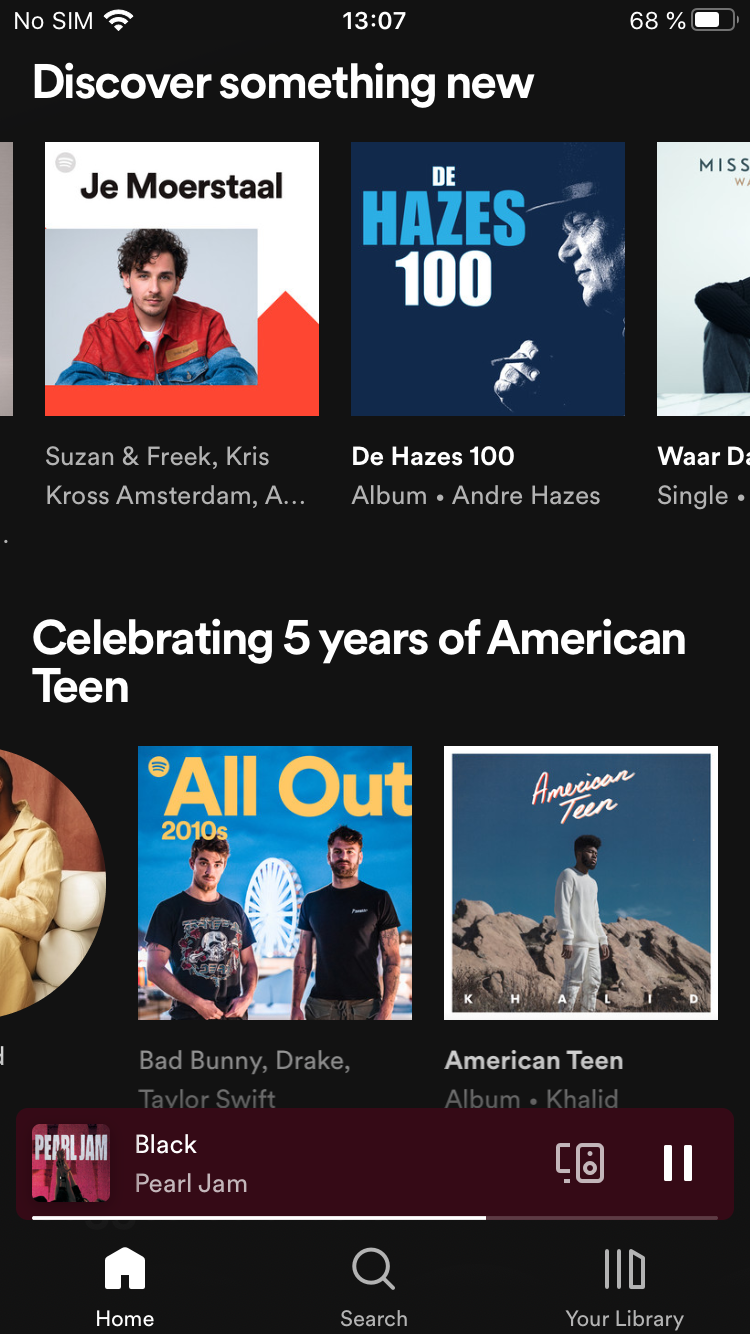 No SIM 13:07 68 %
Discover something new
Je Moerstaal
DE
HAZES
100
MISS
WA
Suzan & Freek, Kris
Kross Amsterdam, A…
De Hazes 100
Album • Andre Hazes
Waar Da
Single •
Celebrating 5 years of American
Teen
All Out
2010s
American
Teen
KHALID
d
Bad Bunny, Drake,
Taylor Swift
American Teen
Album • Khalid
PEARL JAM
Black
Pearl Jam
Home
Search
Your Library